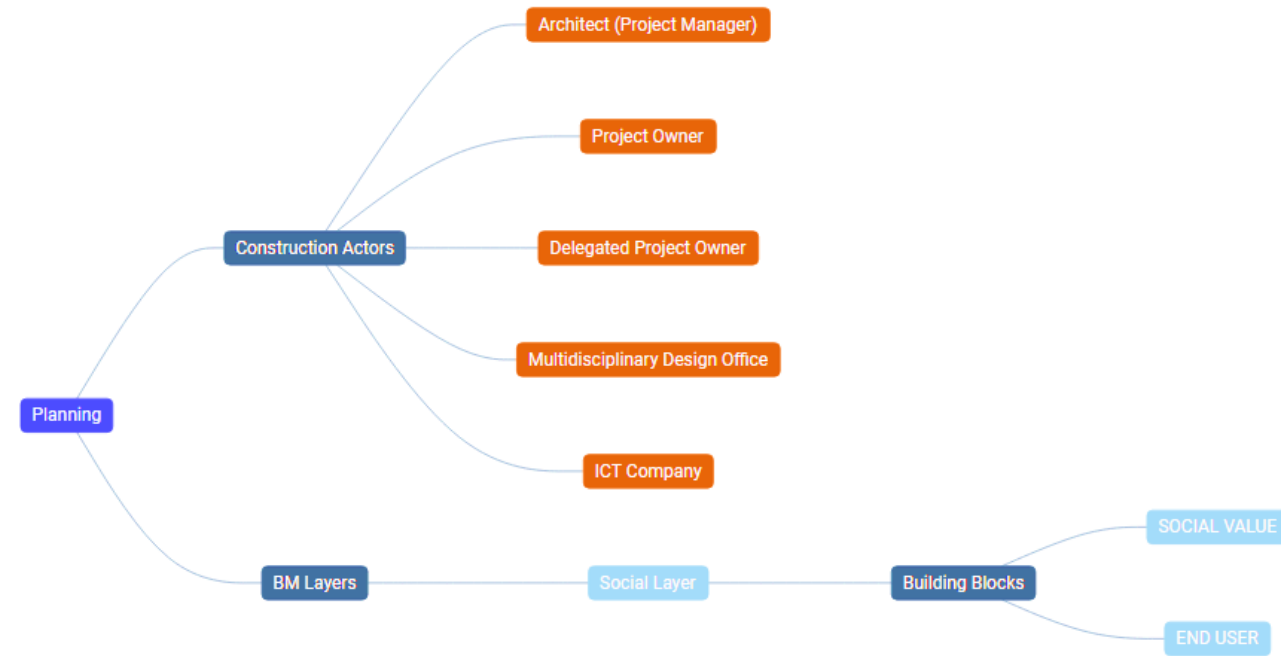 Architect (Project Manager)
Project Owner
Construction Actors
Delegated Project Owner
Multidisciplinary Design Office
Planning
ICT Company
SOCIAL VALUE
BM Layers
Social Layer
Building Blocks
END USER